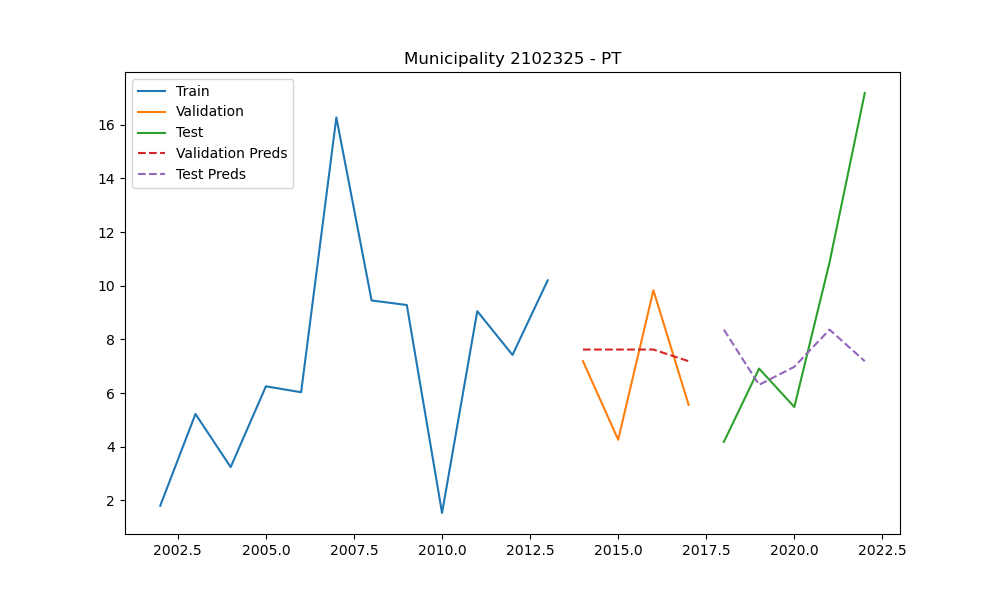 Municipality 2102325 - PT
Train
Validation
Test
Validation Preds
Test Preds
16
14
12
10
8
6
4
2
2002.5 2005.0 2007.5 2010.0 2012.5 2015.0 2017.5 2020.0 2022.5